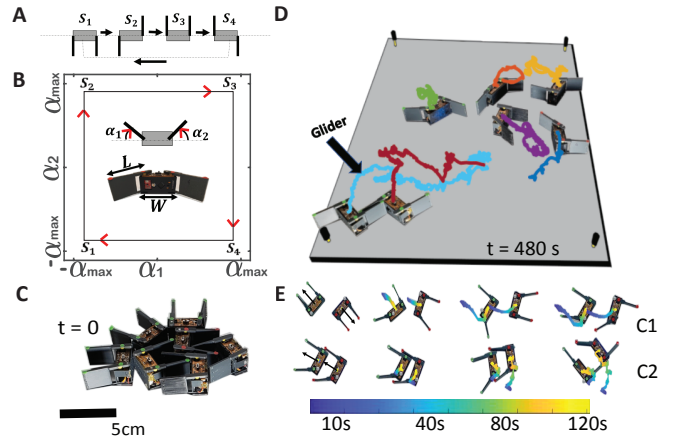 A
S1 S2 S3 S4
B
αmax
α2
-αmax
S2 S3
α1 α2
L
W
S1 S4
-αmax α1 αmax
C
t = 0
5cm
D
Glider
t = 480 s
E
C1
C2
10s 40s 80s 120s